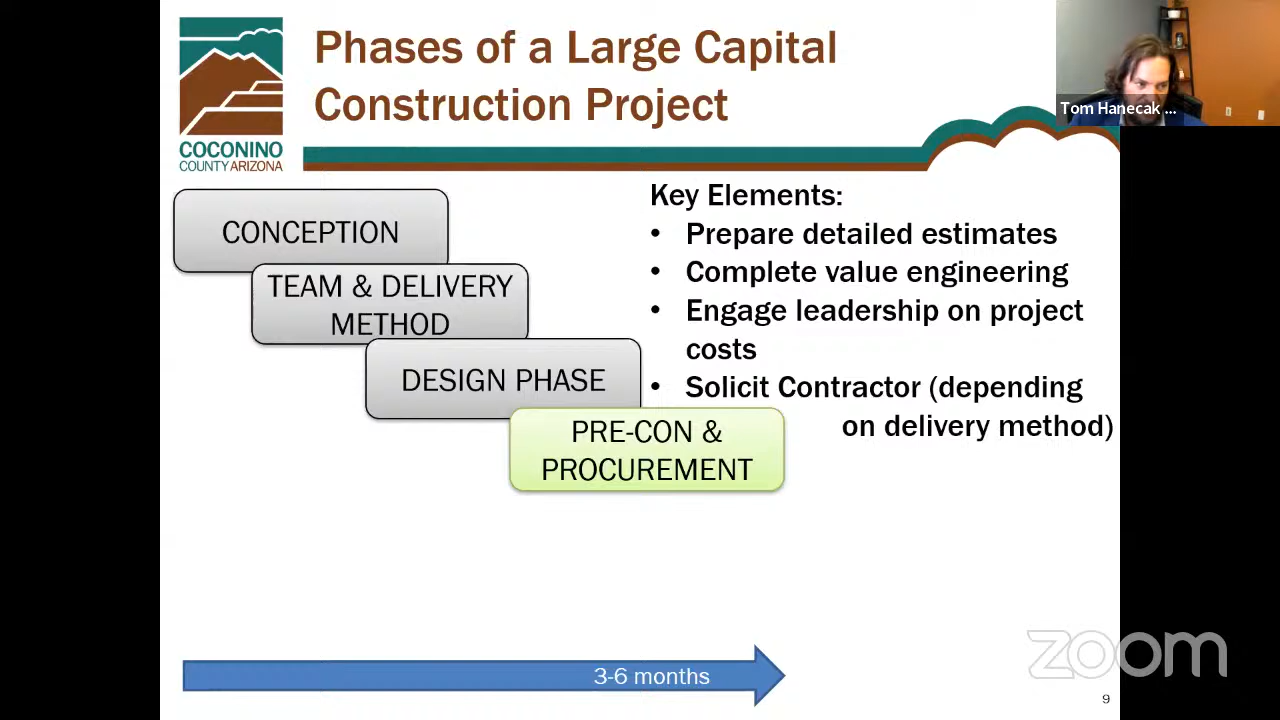 Phases of a Large Capital
Construction Project
Tom Hanecak ...
COCONINO
COUNTY ARIZONA
CONCEPTION
TEAM & DELIVERY
METHOD
DESIGN PHASE
PRE-CON &
PROCUREMENT
Key Elements:
• Prepare detailed estimates
• Complete value engineering
• Engage leadership on project
costs
• Solicit Contractor (depending
on delivery method)
3-6 months
zoom
9